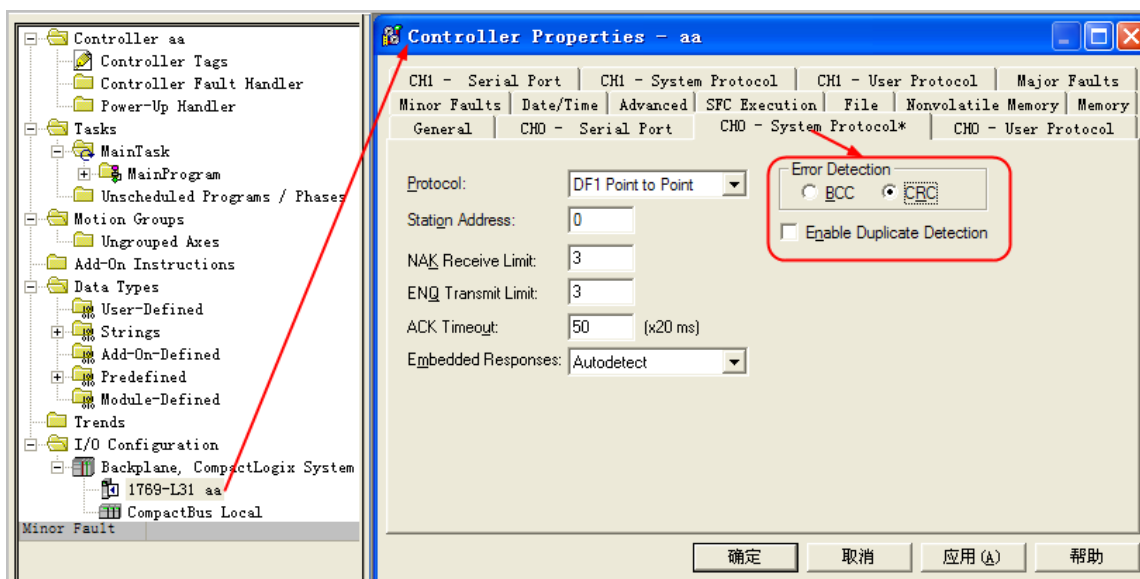 Controller aa
Controller Tags
Controller Fault Handler
Power-Up Handler
Tasks
MainTask
MainProgram
Unscheduled Programs / Phases
Motion Groups
Ungrouped Axes
Add-On Instructions
Data Types
User-Defined
Strings
Add-On-Defined
Predefined
Module-Defined
Trends
I/O Configuration
Backplane, CompactLogix System
1769-L31 aa
CompactBus Local
Minor Fault
Controller Properties - aa
CH1 - Serial Port CH1 - System Protocol CH1 - User Protocol Major Faults
Minor Faults Date/Time Advanced SFC Execution File Nonvolatile Memory Memory
General CH0 - Serial Port CH0 - System Protocol* CH0 - User Protocol
Protocol: DF1 Point to Point
Station Address: 0
NAK Receive Limit: 3
ENQ Transmit Limit: 3
ACK Timeout: 50 (x20 ms)
Embedded Responses: Autodetect
Error Detection
BCC CRC
Enable Duplicate Detection
确定 取消 应用(A) 帮助